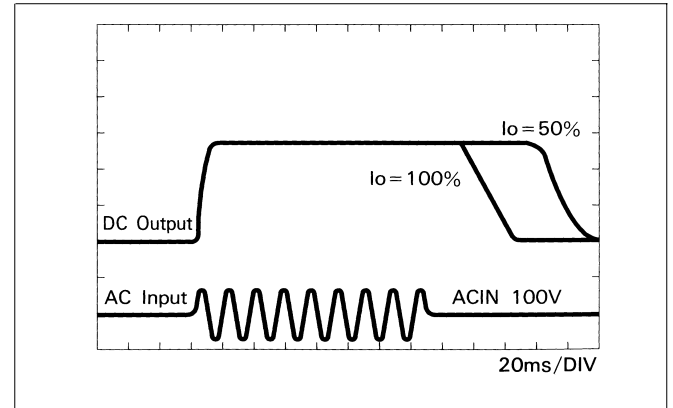 Io=50%
Io=100%
DC Output
AC Input
ACIN 100V
20ms/DIV